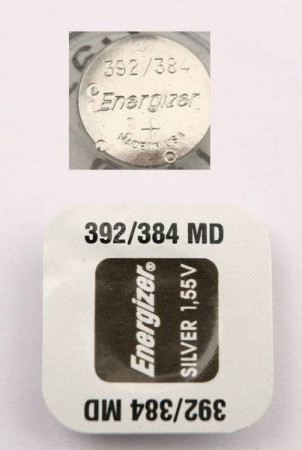 392/384
Energizer
+
MADE IN USA
392/384 MD
Energizer®
SILVER 1,55V
392/384 MD